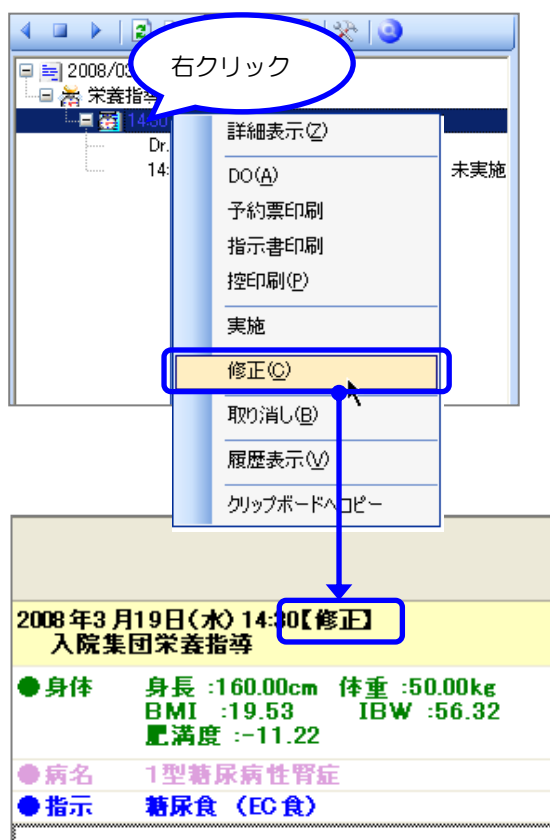 右クリック
2008/03
栄養指導
14:30
Dr.
14:
未実施
詳細表示(Z)
DO(A)
予約票印刷
指示書印刷
控印刷(P)
実施
修正(C)
取り消し(B)
履歴表示(V)
クリップボードへコピー
2008年3月19日(水) 14:30【修正】
入院集団栄養指導
●身体 身長 :160.00cm 体重 :50.00kg
BMI :19.53 IBW :56.32
肥満度 :-11.22
●病名 1型糖尿病性腎症
●指示 糖尿食 (EC食)